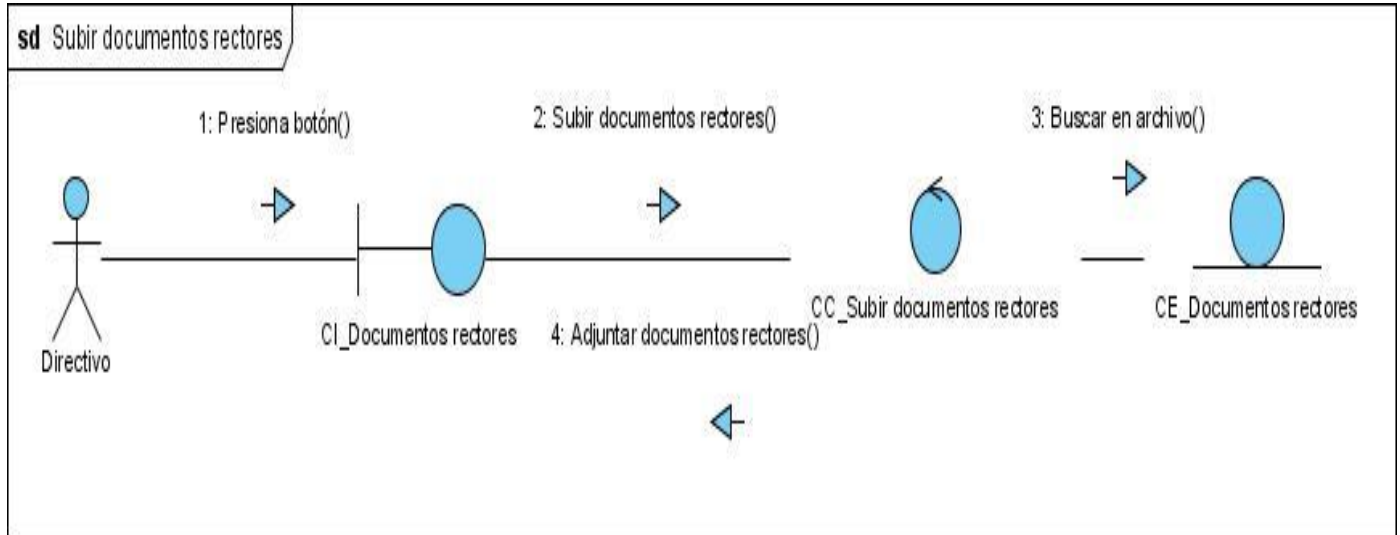 sd Subir documentos rectores
1: Presiona botón()
2: Subir documentos rectores()
3: Buscar en archivo()
CI_Documentos rectores
4: Adjuntar documentos rectores()
CC_Subir documentos rectores
CE_Documentos rectores
Directivo